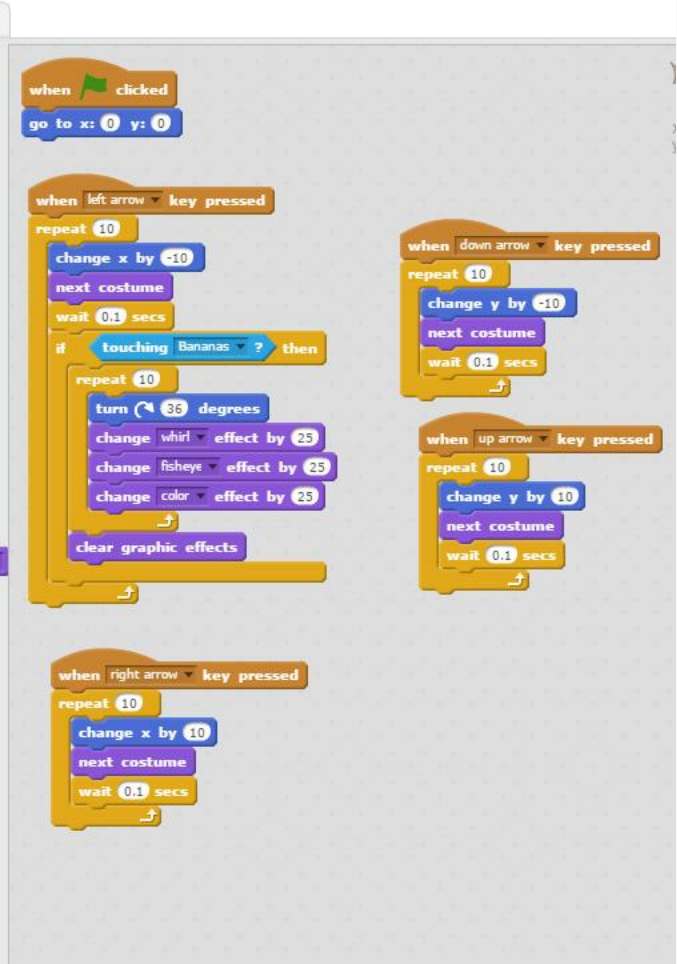 when clicked
go to x: 0 y: 0
when left arrow key pressed
repeat 10
change x by -10
next costume
wait 0.1 secs
if touching Bananas ? then
repeat 10
turn 36 degrees
change whirl effect by 25
change fisheye effect by 25
change color effect by 25
clear graphic effects
when right arrow key pressed
repeat 10
change x by 10
next costume
wait 0.1 secs
when down arrow key pressed
repeat 10
change y by -10
next costume
wait 0.1 secs
when up arrow key pressed
repeat 10
change y by 10
next costume
wait 0.1 secs